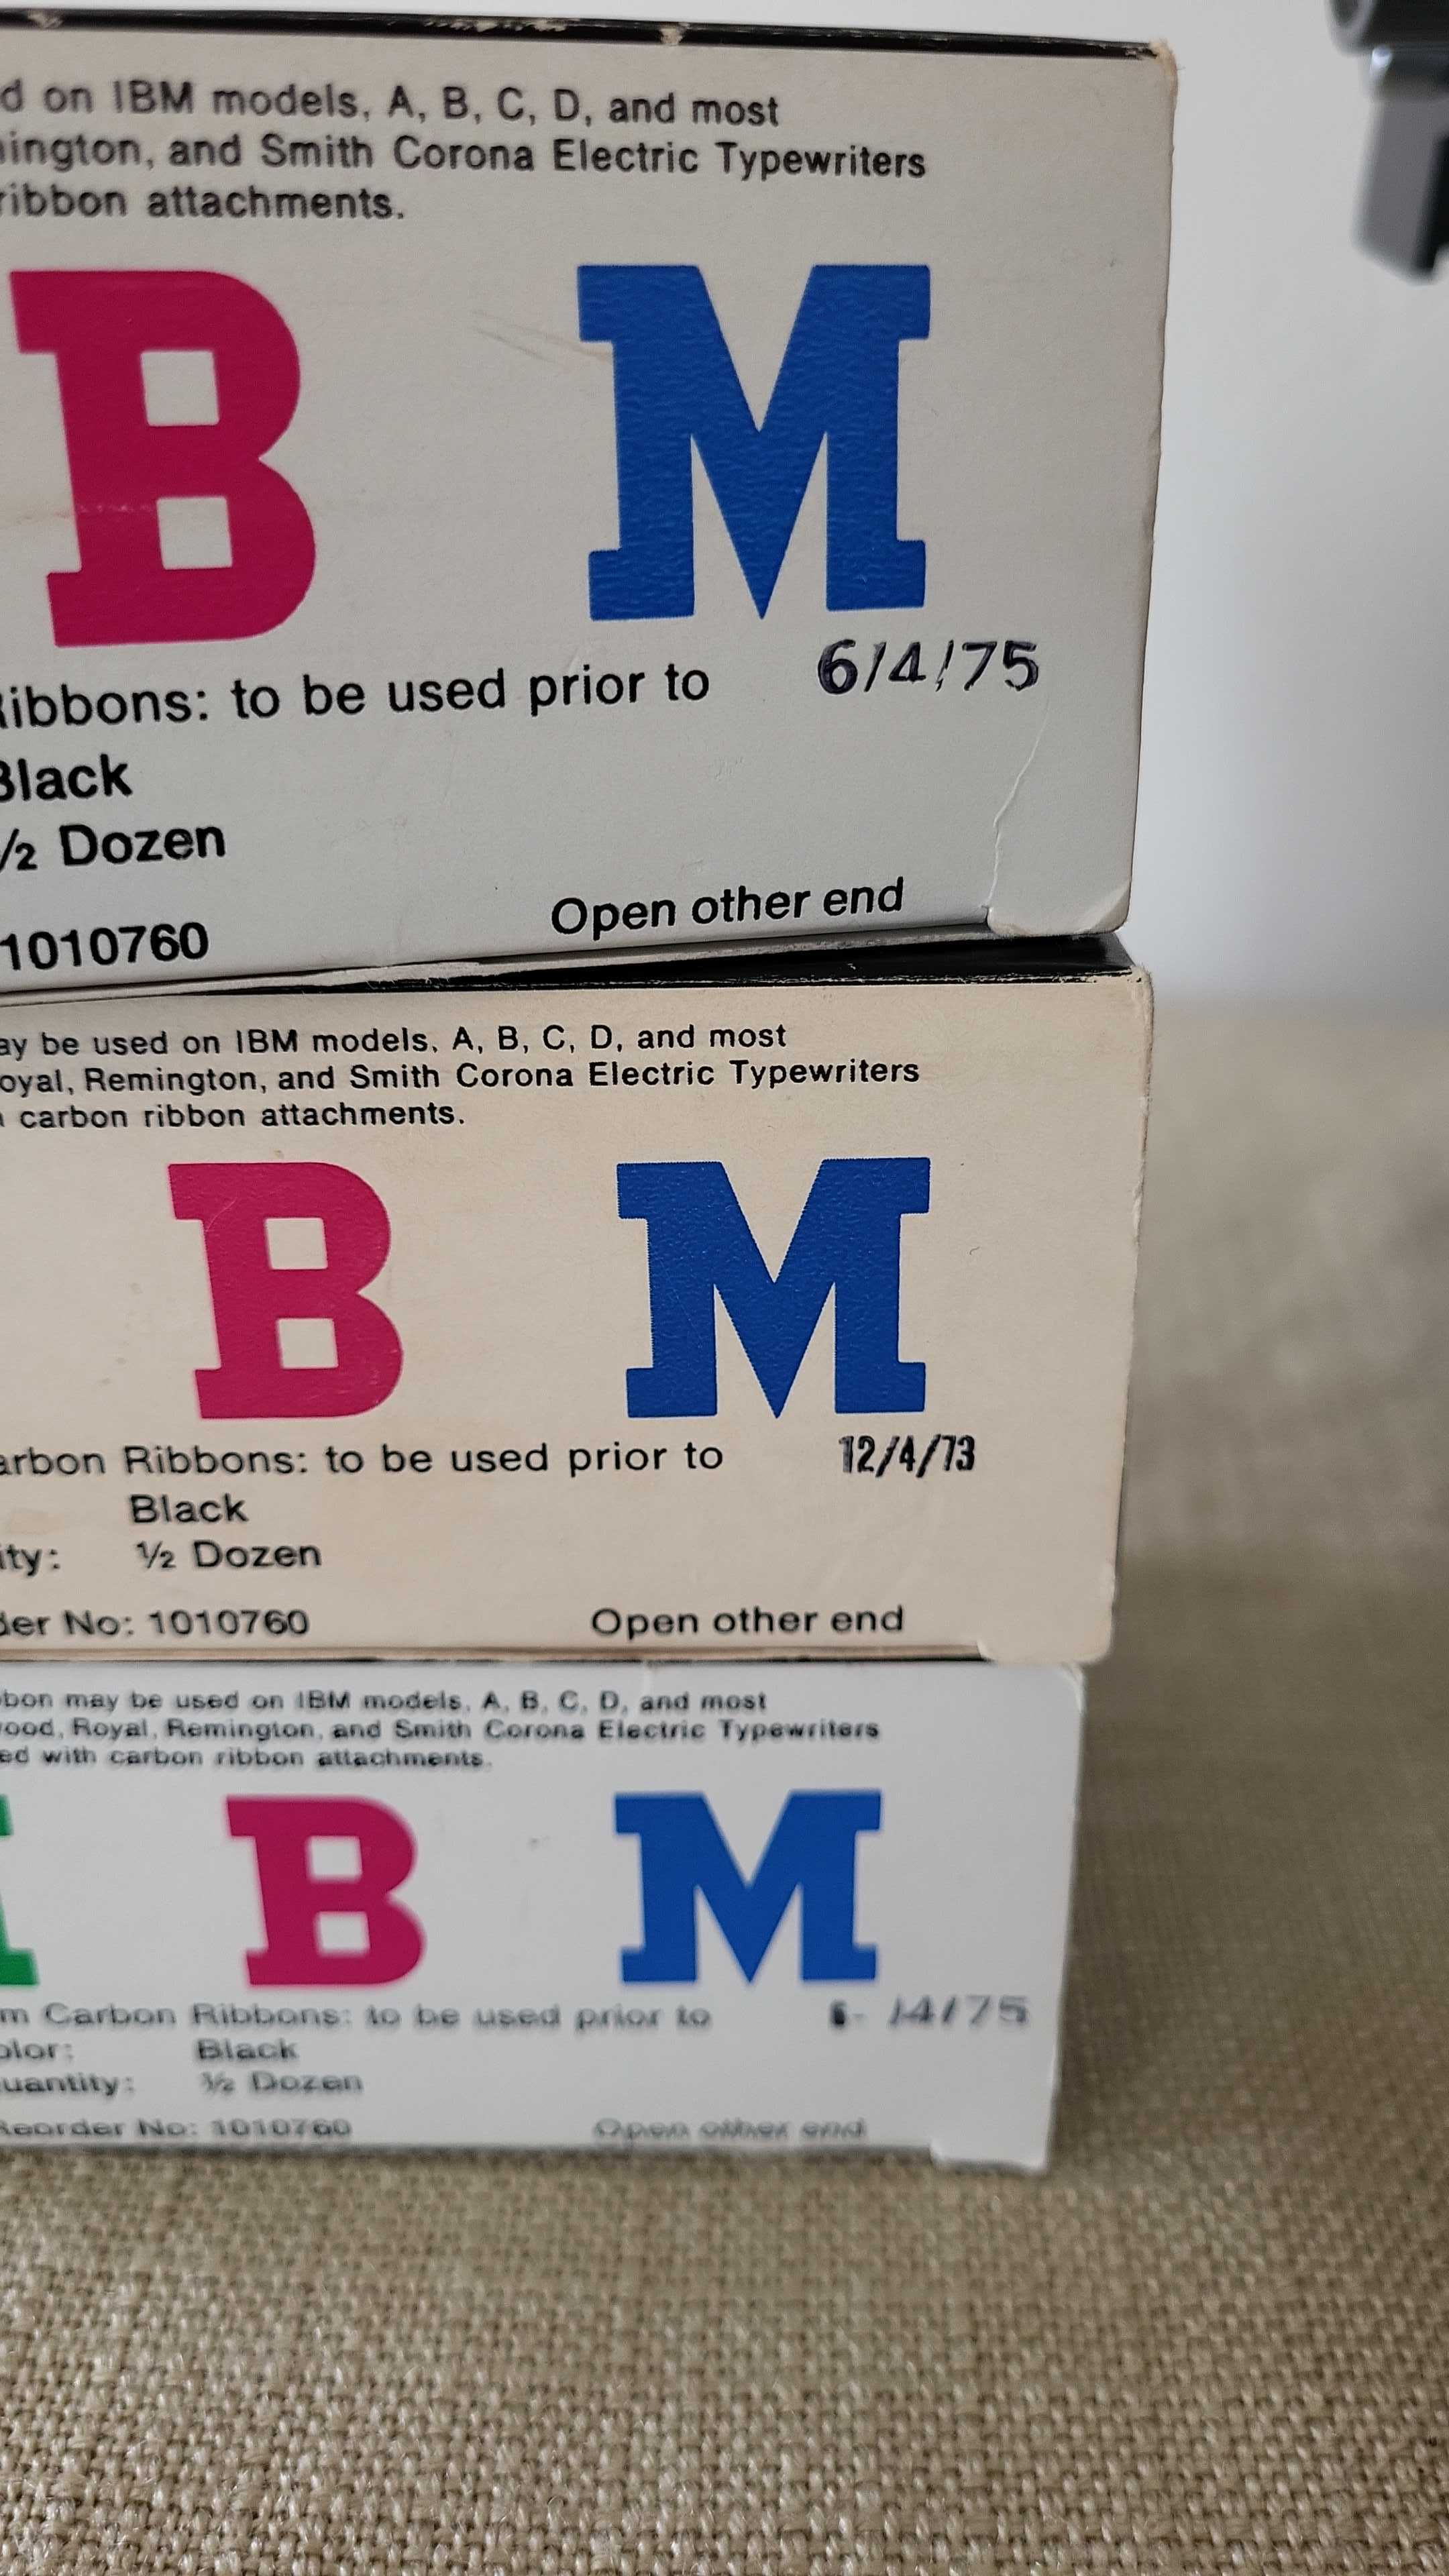 d on IBM models, A, B, C, D, and most
ington, and Smith Corona Electric Typewriters
ribbon attachments.
B M
Ribbons: to be used prior to 6/4/75
Black
½ Dozen
1010760 Open other end
ay be used on IBM models, A, B, C, D, and most
oyal, Remington, and Smith Corona Electric Typewriters
carbon ribbon attachments.
B M
arbon Ribbons: to be used prior to 12/4/73
Black
ity: ½ Dozen
der No: 1010760 Open other end
bon may be used on IBM models, A, B, C, D, and most
ood, Royal, Remington, and Smith Corona Electric Typewriters
ed with carbon ribbon attachments.
I B M
m Carbon Ribbons: to be used prior to
olor: Black
uantity: ½ Dozen
Reorder No: 1010760 Open other end